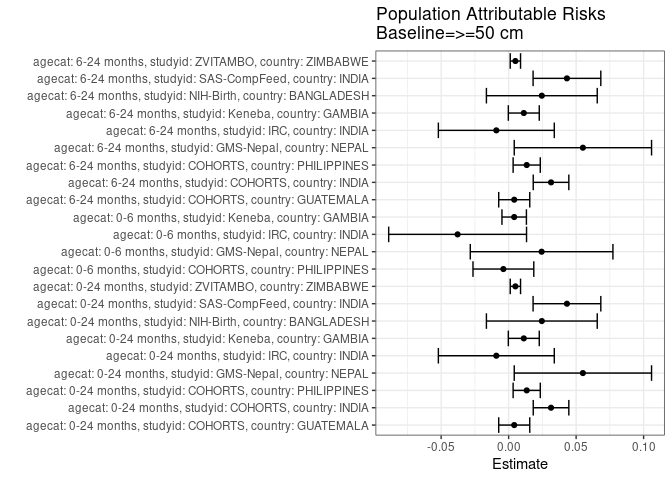 Population Attributable Risks
Baseline=>=50 cm
agecat: 6-24 months, studyid: ZVITAMBO, country: ZIMBABWE
agecat: 6-24 months, studyid: SAS-CompFeed, country: INDIA
agecat: 6-24 months, studyid: NIH-Birth, country: BANGLADESH
agecat: 6-24 months, studyid: Keneba, country: GAMBIA
agecat: 6-24 months, studyid: IRC, country: INDIA
agecat: 6-24 months, studyid: GMS-Nepal, country: NEPAL
agecat: 6-24 months, studyid: COHORTS, country: PHILIPPINES
agecat: 6-24 months, studyid: COHORTS, country: INDIA
agecat: 6-24 months, studyid: COHORTS, country: GUATEMALA
agecat: 0-6 months, studyid: Keneba, country: GAMBIA
agecat: 0-6 months, studyid: IRC, country: INDIA
agecat: 0-6 months, studyid: GMS-Nepal, country: NEPAL
agecat: 0-6 months, studyid: COHORTS, country: PHILIPPINES
agecat: 0-24 months, studyid: ZVITAMBO, country: ZIMBABWE
agecat: 0-24 months, studyid: SAS-CompFeed, country: INDIA
agecat: 0-24 months, studyid: NIH-Birth, country: BANGLADESH
agecat: 0-24 months, studyid: Keneba, country: GAMBIA
agecat: 0-24 months, studyid: IRC, country: INDIA
agecat: 0-24 months, studyid: GMS-Nepal, country: NEPAL
agecat: 0-24 months, studyid: COHORTS, country: PHILIPPINES
agecat: 0-24 months, studyid: COHORTS, country: INDIA
agecat: 0-24 months, studyid: COHORTS, country: GUATEMALA
-0.05 0.00 0.05 0.10
Estimate